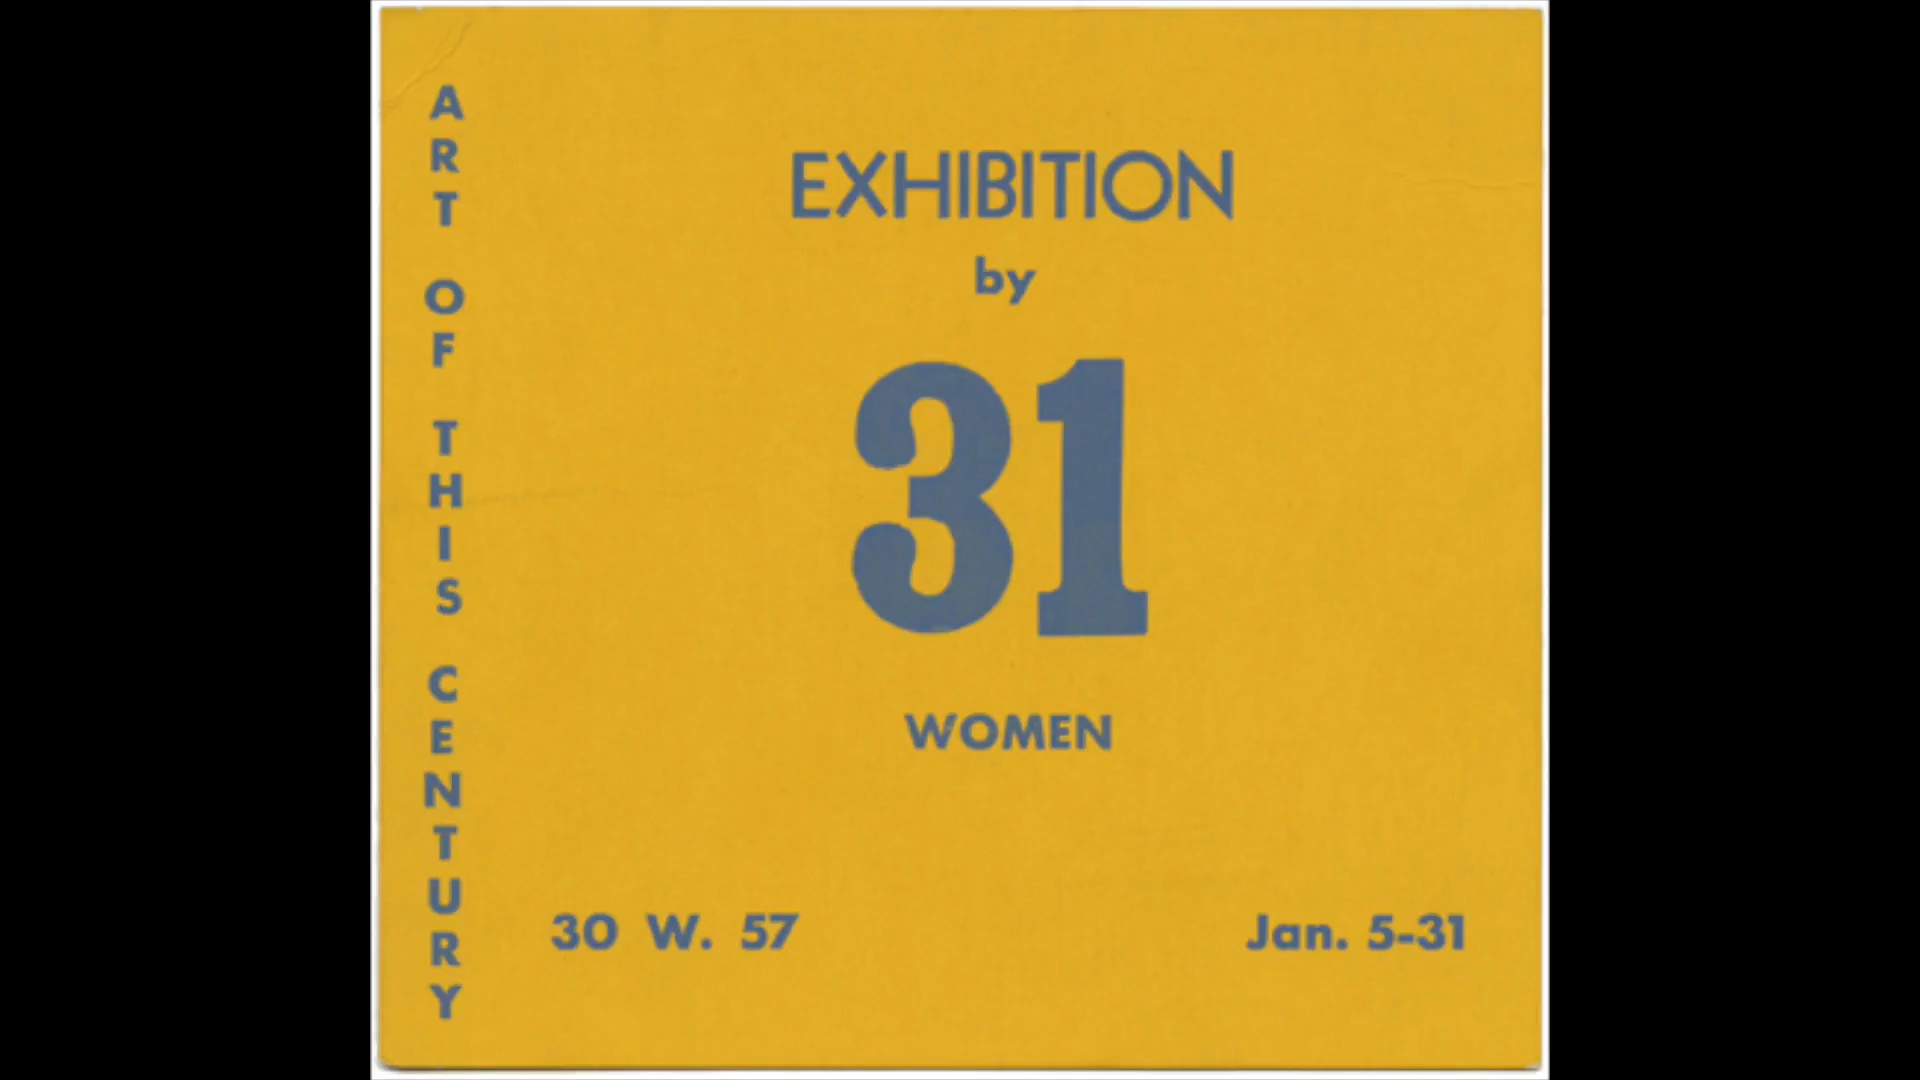 ART OF THIS CENTURY
EXHIBITION
by
31
WOMEN
30 W. 57
Jan. 5-31